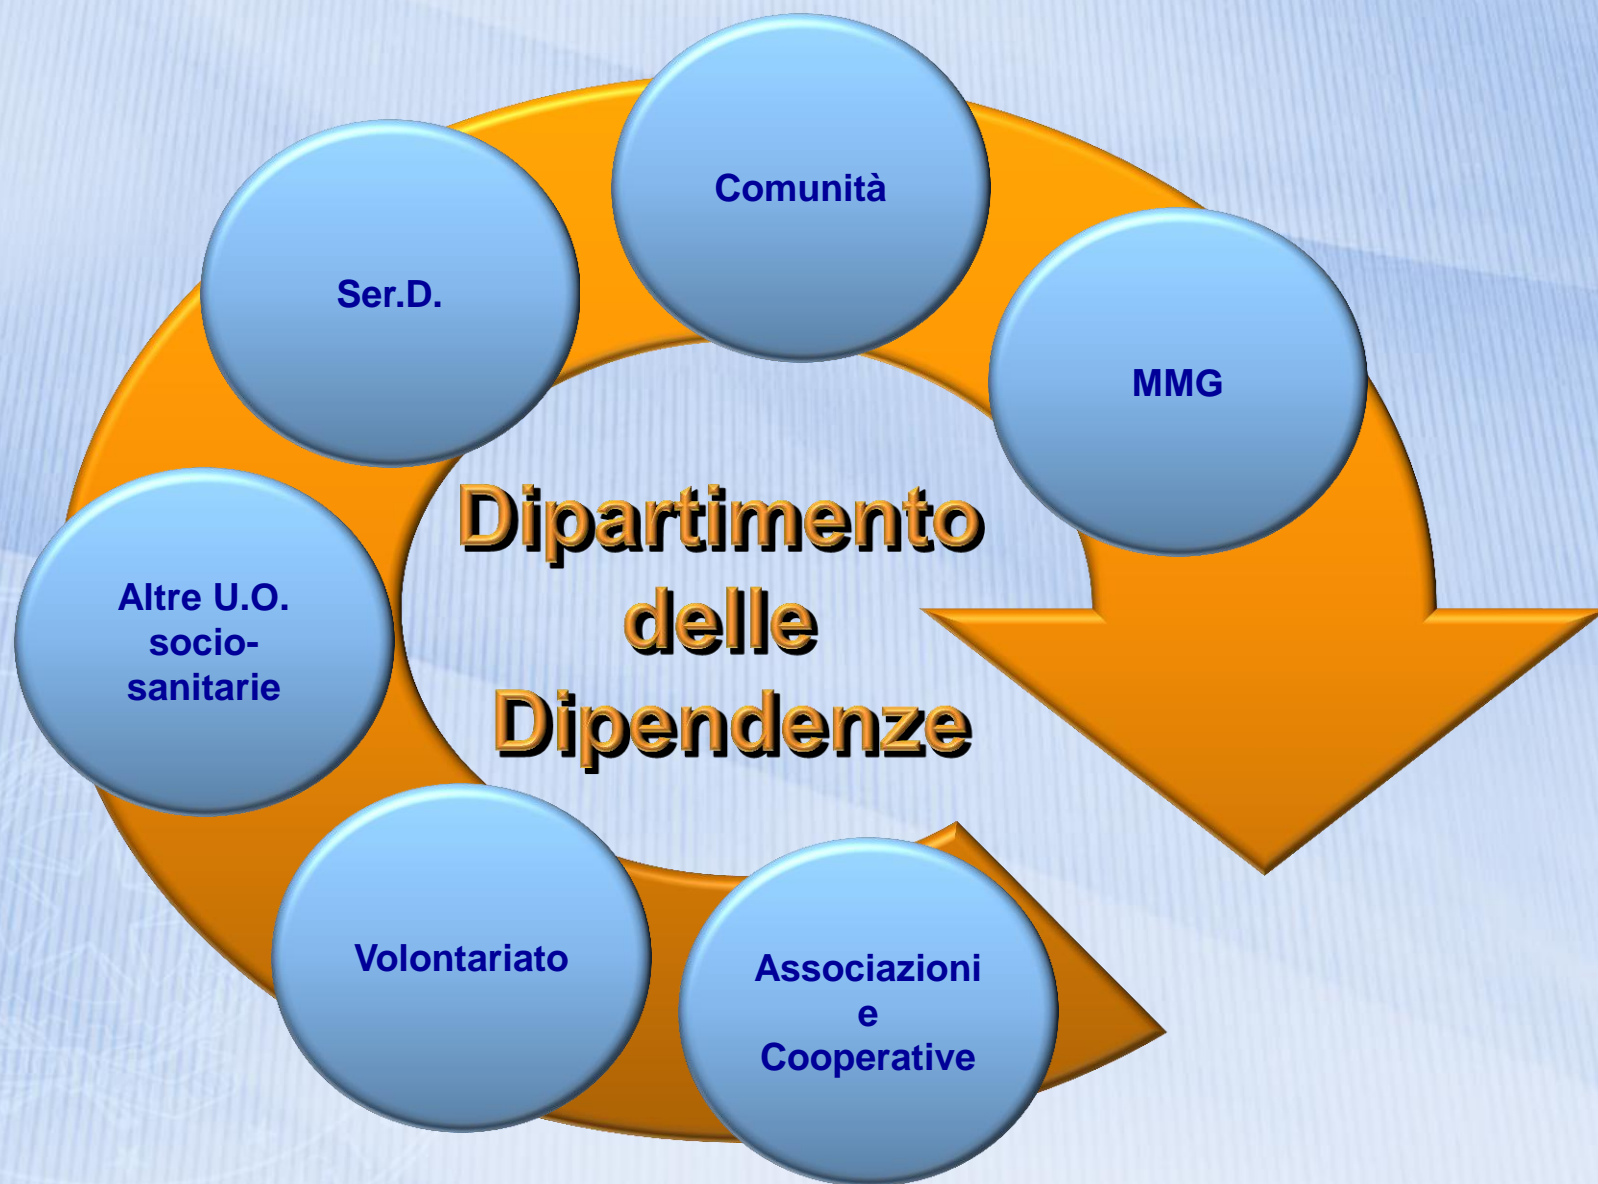 Comunità
Ser.D.
MMG
Dipartimento
delle
Dipendenze
Altre U.O.
socio-
sanitarie
Volontariato
Associazioni
e
Cooperative